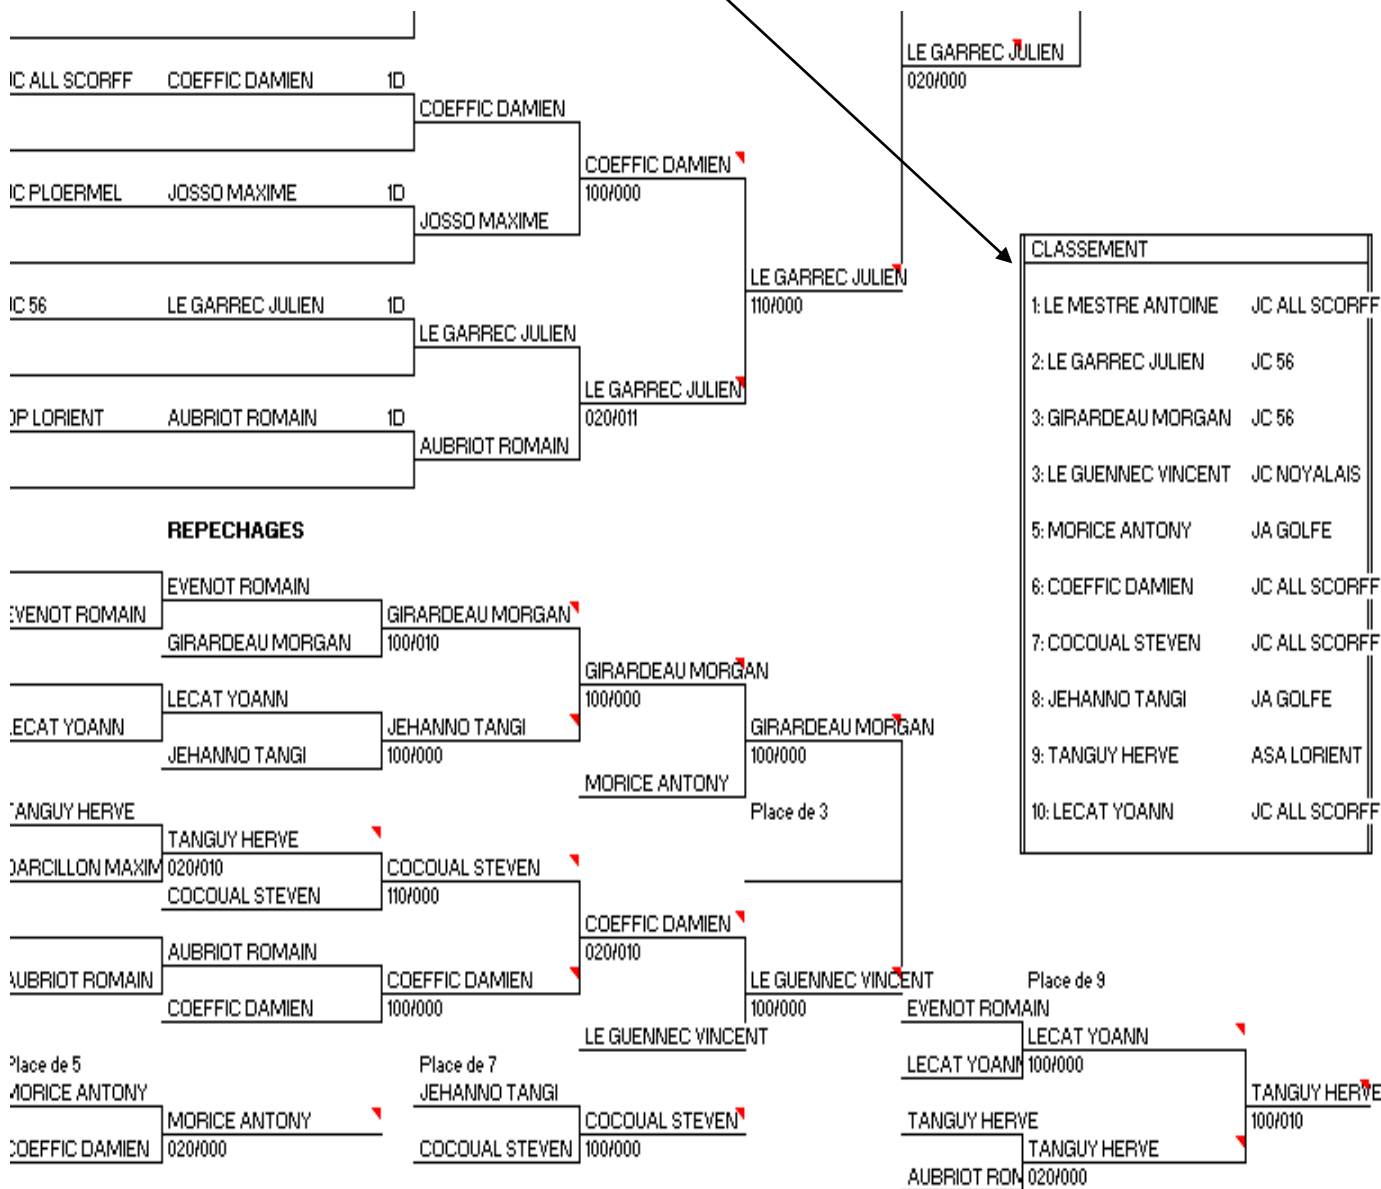 LE GARREC JULIEN
020/000
JC ALL SCORFF COEFFIC DAMIEN 1D
COEFFIC DAMIEN
COEFFIC DAMIEN
100/000
JC PLOERMEL JOSSO MAXIME 1D
JOSSO MAXIME
LE GARREC JULIEN
110/000
JC 56 LE GARREC JULIEN 1D
LE GARREC JULIEN
LE GARREC JULIEN
020/011
DP LORIENT AUBRIOT ROMAIN 1D
AUBRIOT ROMAIN
CLASSEMENT
1: LE MESTRE ANTOINE JC ALL SCORFF
2: LE GARREC JULIEN JC 56
3: GIRARDEAU MORGAN JC 56
3: LE GUENNEC VINCENT JC NOYALAIS
5: MORICE ANTONY JA GOLFE
6: COEFFIC DAMIEN JC ALL SCORFF
7: COCOUAL STEVEN JC ALL SCORFF
8: JEHANNO TANGI JA GOLFE
9: TANGUY HERVE ASA LORIENT
10: LECAT YOANN JC ALL SCORFF
REPECHAGES
EVENOT ROMAIN
EVENOT ROMAIN
GIRARDEAU MORGAN
GIRARDEAU MORGAN
100/010
GIRARDEAU MORGAN
100/000
LECAT YOANN
LECAT YOANN
JEHANNO TANGI
JEHANNO TANGI
100/000
GIRARDEAU MORGAN
100/000
MORICE ANTONY
Place de 3
TANGUY HERVE
TANGUY HERVE
DARCILLON MAXIM 020/010
COCOUAL STEVEN
COCOUAL STEVEN
110/000
COEFFIC DAMIEN
020/010
AUBRIOT ROMAIN
AUBRIOT ROMAIN
COEFFIC DAMIEN
COEFFIC DAMIEN
100/000
LE GUENNEC VINCENT
100/000
LE GUENNEC VINCENT
Place de 9
EVENOT ROMAIN
LECAT YOANN
LECAT YOANN 100/000
TANGUY HERVE
100/010
TANGUY HERVE
TANGUY HERVE
AUBRIOT ROM 020/000
Place de 5
MORICE ANTONY
MORICE ANTONY
COEFFIC DAMIEN 020/000
Place de 7
JEHANNO TANGI
COCOUAL STEVEN
COCOUAL STEVEN 100/000